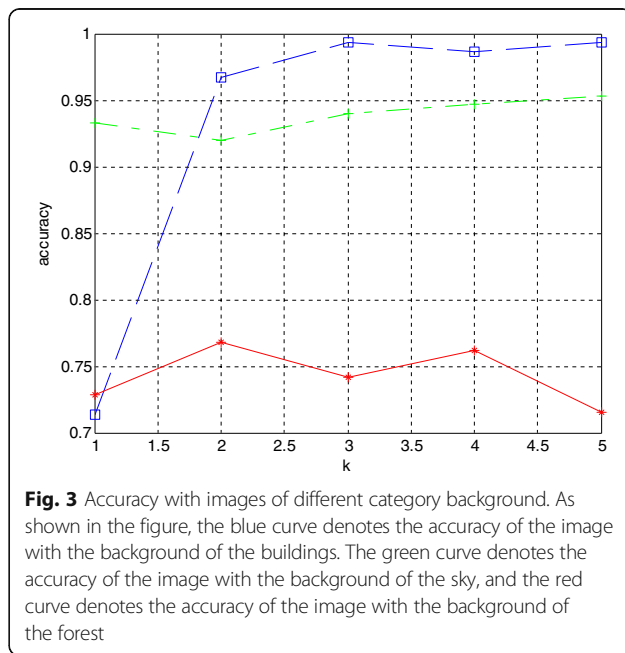 1
0.95
0.9
0.85
accuracy
0.8
0.75
0.7
1 1.5 2 2.5 3 3.5 4 4.5 5
k
Fig. 3 Accuracy with images of different category background. As
shown in the figure, the blue curve denotes the accuracy of the image
with the background of the buildings. The green curve denotes the
accuracy of the image with the background of the sky, and the red
curve denotes the accuracy of the image with the background of
the forest